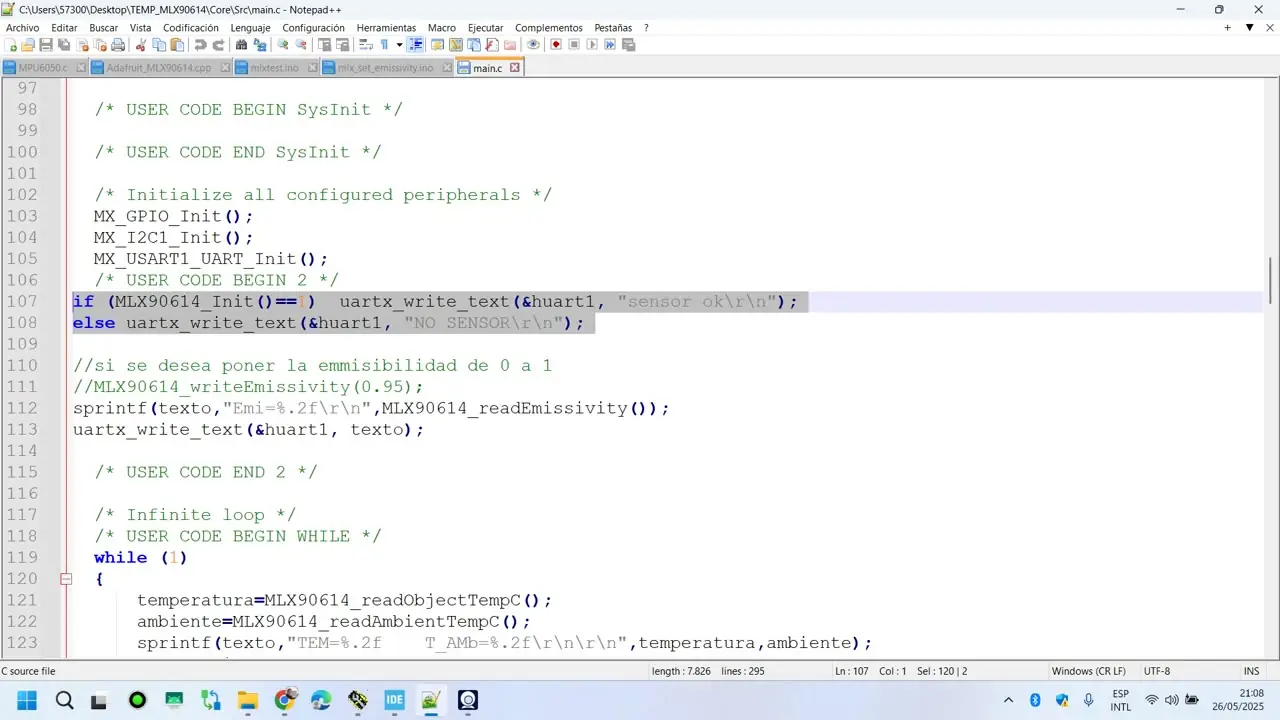 C:\Users\57300\Desktop\TEMP_MLX90614\Core\Src\main.c - Notepad++
Archivo Editar Buscar Vista Codificación Lenguaje Configuración Herramientas Macro Ejecutar Complementos Pestañas ?
MPU6050.c Adafruit_MLX90614.cpp mlxtest.ino mlx_set_emissivity.ino main.c
97
98 /* USER CODE BEGIN SysInit */
99
100 /* USER CODE END SysInit */
101
102 /* Initialize all configured peripherals */
103 MX_GPIO_Init();
104 MX_I2C1_Init();
105 MX_USART1_UART_Init();
106 /* USER CODE BEGIN 2 */
107 if (MLX90614_Init()==1)  uartx_write_text(&huart1, "sensor ok\r\n");
108 else uartx_write_text(&huart1, "NO SENSOR\r\n");
109
110 //si se desea poner la emmisibilidad de 0 a 1
111 //MLX90614_writeEmissivity(0.95);
112 sprintf(texto,"Emi=%.2f\r\n",MLX90614_readEmissivity());
113 uartx_write_text(&huart1, texto);
114
115 /* USER CODE END 2 */
116
117 /* Infinite loop */
118 /* USER CODE BEGIN WHILE */
119 while (1)
120 {
121 temperatura=MLX90614_readObjectTempC();
122 ambiente=MLX90614_readAmbientTempC();
123 sprintf(texto,"TEM=%.2f    T_AMb=%.2f\r\n\r\n",temperatura,ambiente);
C source file length : 7.826 lines : 295 Ln : 107 Col : 1 Sel : 120 | 2 Windows (CR LF) UTF-8 INS
IDE ESP INTL 21:08 26/05/2025